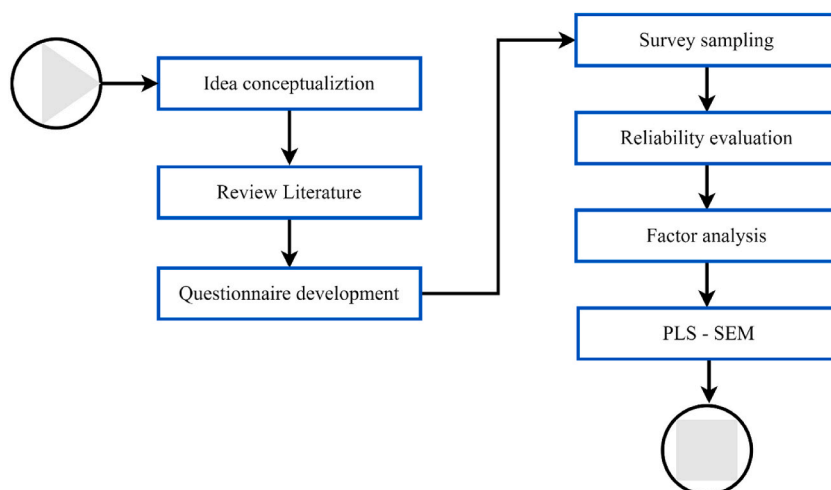 Idea conceptualiztion
Review Literature
Questionnaire development
Survey sampling
Reliability evaluation
Factor analysis
PLS - SEM